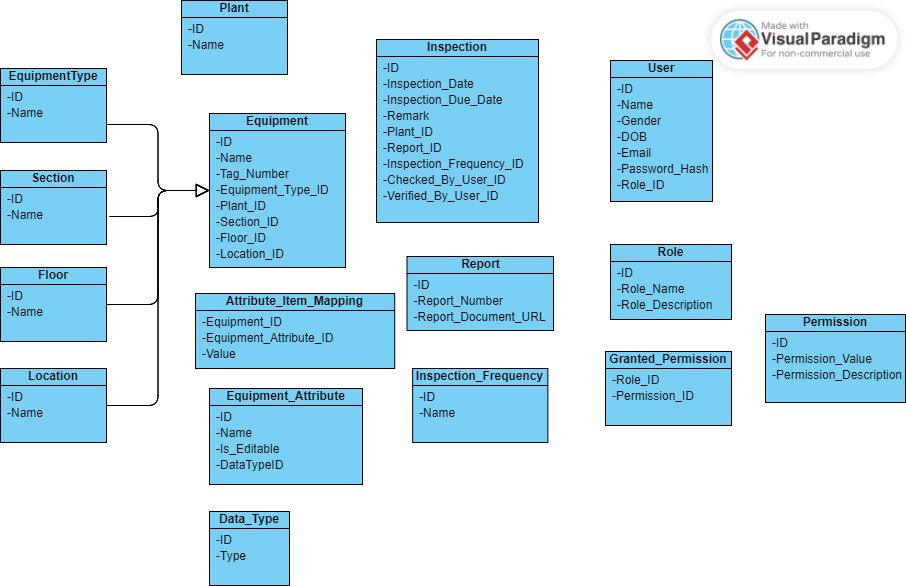 Plant
-ID
-Name
Made with
VisualParadigm
For non-commercial use
EquipmentType
-ID
-Name
Section
-ID
-Name
Floor
-ID
-Name
Location
-ID
-Name
Equipment
-ID
-Name
-Tag_Number
-Equipment_Type_ID
-Plant_ID
-Section_ID
-Floor_ID
-Location_ID
Attribute_Item_Mapping
-Equipment_ID
-Equipment_Attribute_ID
-Value
Equipment_Attribute
-ID
-Name
-Is_Editable
-DataTypeID
Data_Type
-ID
-Type
Inspection
-ID
-Inspection_Date
-Inspection_Due_Date
-Remark
-Plant_ID
-Report_ID
-Inspection_Frequency_ID
-Checked_By_User_ID
-Verified_By_User_ID
Report
-ID
-Report_Number
-Report_Document_URL
Inspection_Frequency
-ID
-Name
User
-ID
-Name
-Gender
-DOB
-Email
-Password_Hash
-Role_ID
Role
-ID
-Role_Name
-Role_Description
Granted_Permission
-Role_ID
-Permission_ID
Permission
-ID
-Permission_Value
-Permission_Description